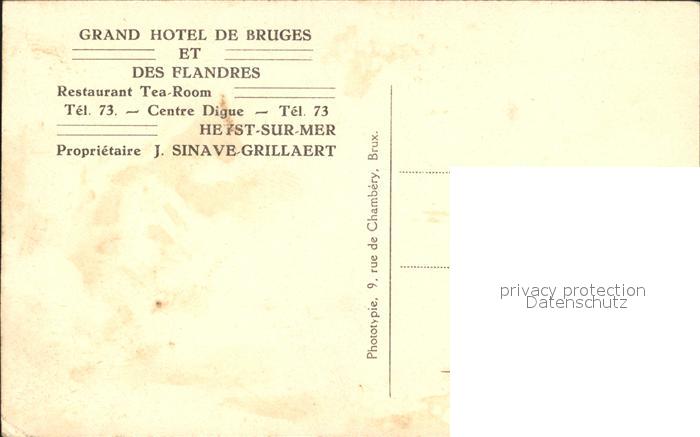 GRAND HOTEL DE BRUGES
ET
DES FLANDRES
Restaurant Tea-Room
Tél. 73. — Centre Digue — Tél. 73
HEYST-SUR-MER
Propriétaire J. SINAVE-GRILLAERT
Phototypie, 9, rue de Chambéry, Brux.
privacy protection
Datenschutz